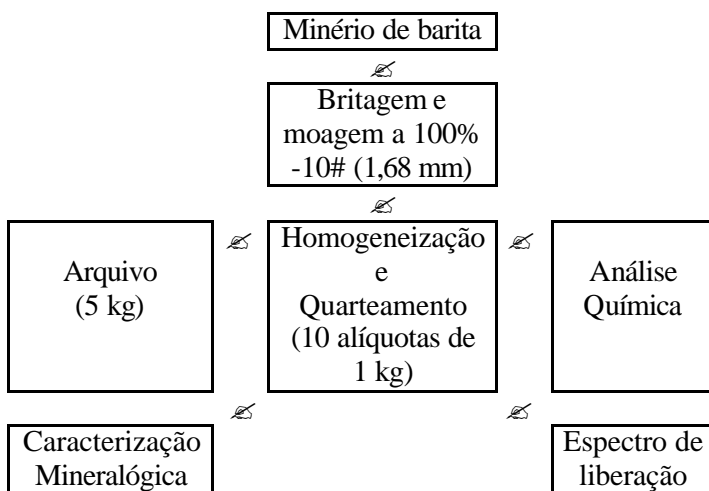 Minério de barita
Britagem e
moagem a 100%
-10# (1,68 mm)
Arquivo
(5 kg)
Homogeneização
e
Quarteamento
(10 alíquotas de
1 kg)
Análise
Química
Caracterização
Mineralógica
Espectro de
liberação